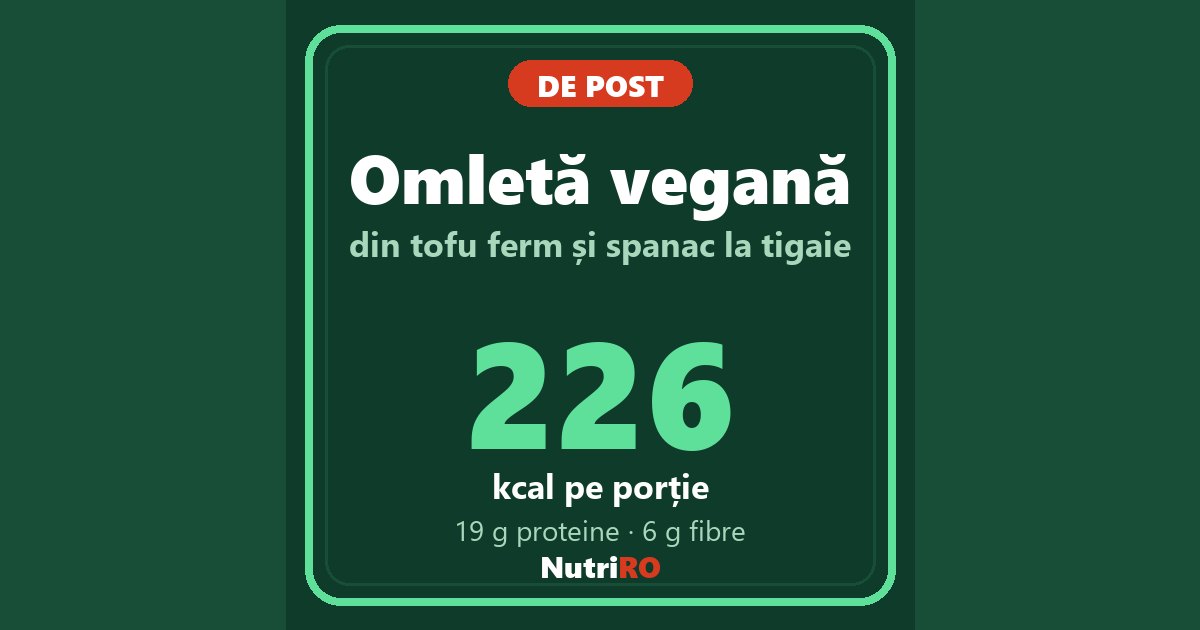 DE POST
Omletă vegană
din tofu ferm și spanac la tigaie
226
kcal pe porție
19 g proteine · 6 g fibre
NutriRO